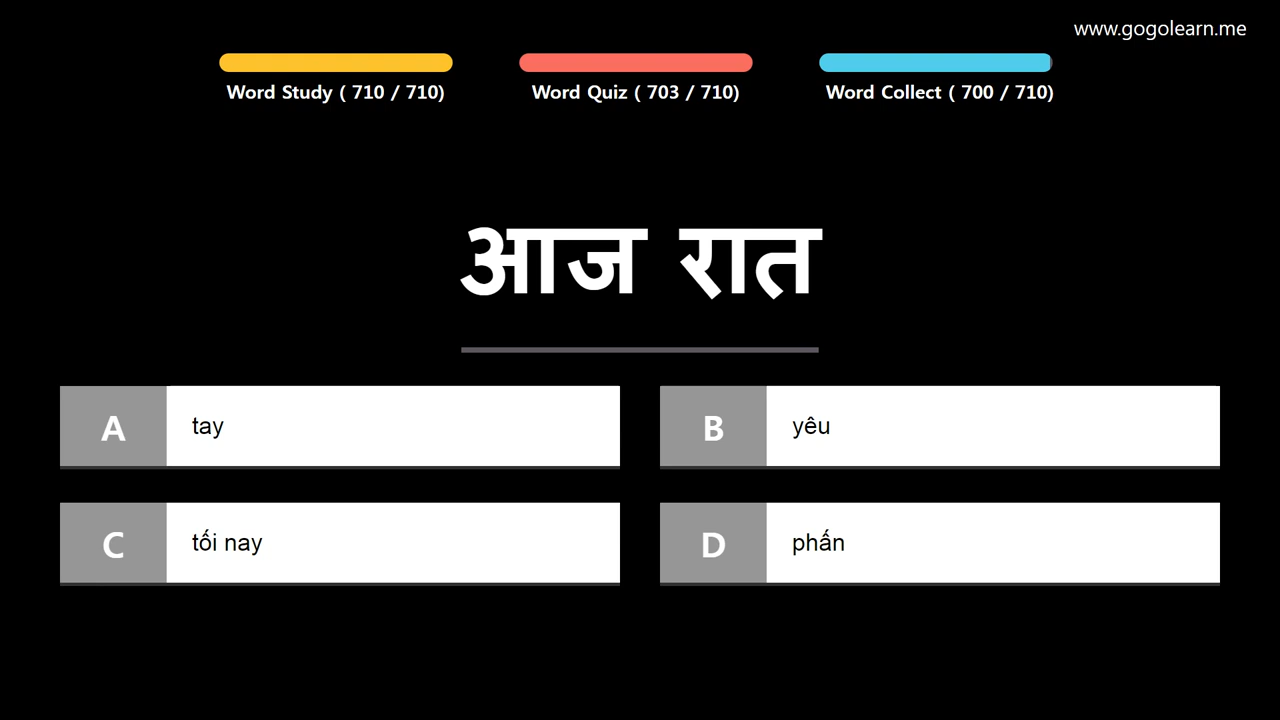 www.gogolearn.me
Word Study ( 710 / 710)
Word Quiz ( 703 / 710)
Word Collect ( 700 / 710)
आज रात
A tay
B yêu
C tối nay
D phấn